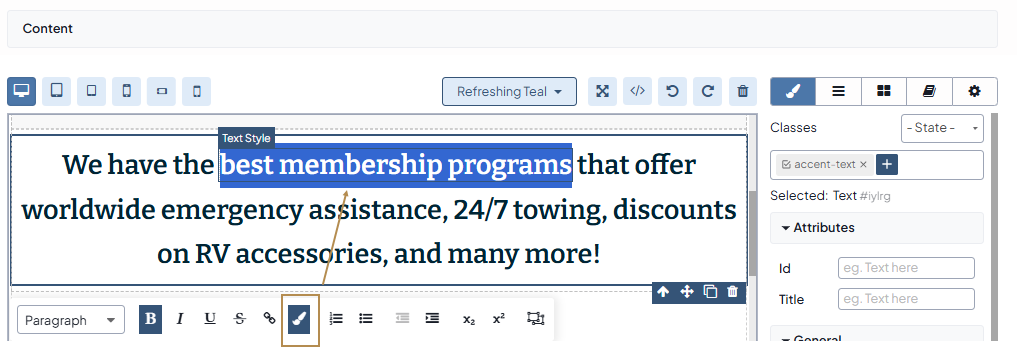 Content
Refreshing Teal
</>
Classes
- State -
accent-text ×
+
Selected: Text #iylrg
Attributes
Id
eg. Text here
Title
eg. Text here
General
Text Style
We have the best membership programs that offer
worldwide emergency assistance, 24/7 towing, discounts
on RV accessories, and many more!
Paragraph
B I U S x₂ x²